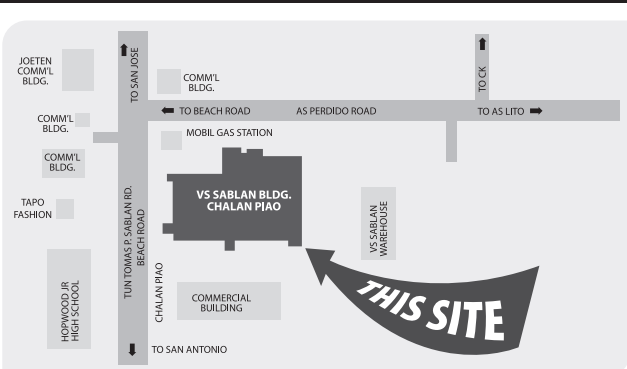 JOETEN
COMM'L
BLDG.
TO SAN JOSE
COMM'L
BLDG.
TO CK
TO BEACH ROAD
AS PERDIDO ROAD
TO AS LITO
COMM'L
BLDG.
MOBIL GAS STATION
COMM'L
BLDG.
VS SABLAN BLDG.
CHALAN PIAO
TAPO
FASHION
TUN TOMAS P. SABLAN RD.
BEACH ROAD
VS SABLAN
WAREHOUSE
HOPWOOD JR
HIGH SCHOOL
CHALAN PIAO
COMMERCIAL
BUILDING
THIS SITE
TO SAN ANTONIO